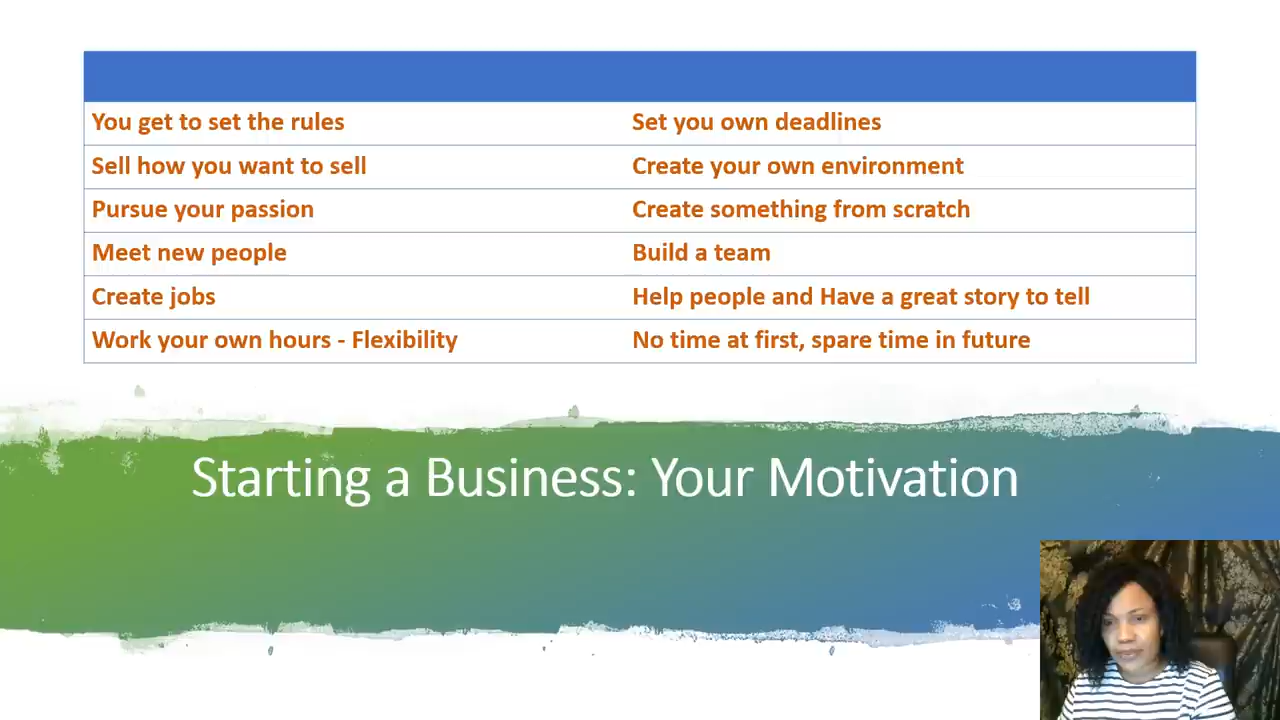 You get to set the rules
Set you own deadlines
Sell how you want to sell
Create your own environment
Pursue your passion
Create something from scratch
Meet new people
Build a team
Create jobs
Help people and Have a great story to tell
Work your own hours - Flexibility
No time at first, spare time in future
Starting a Business: Your Motivation